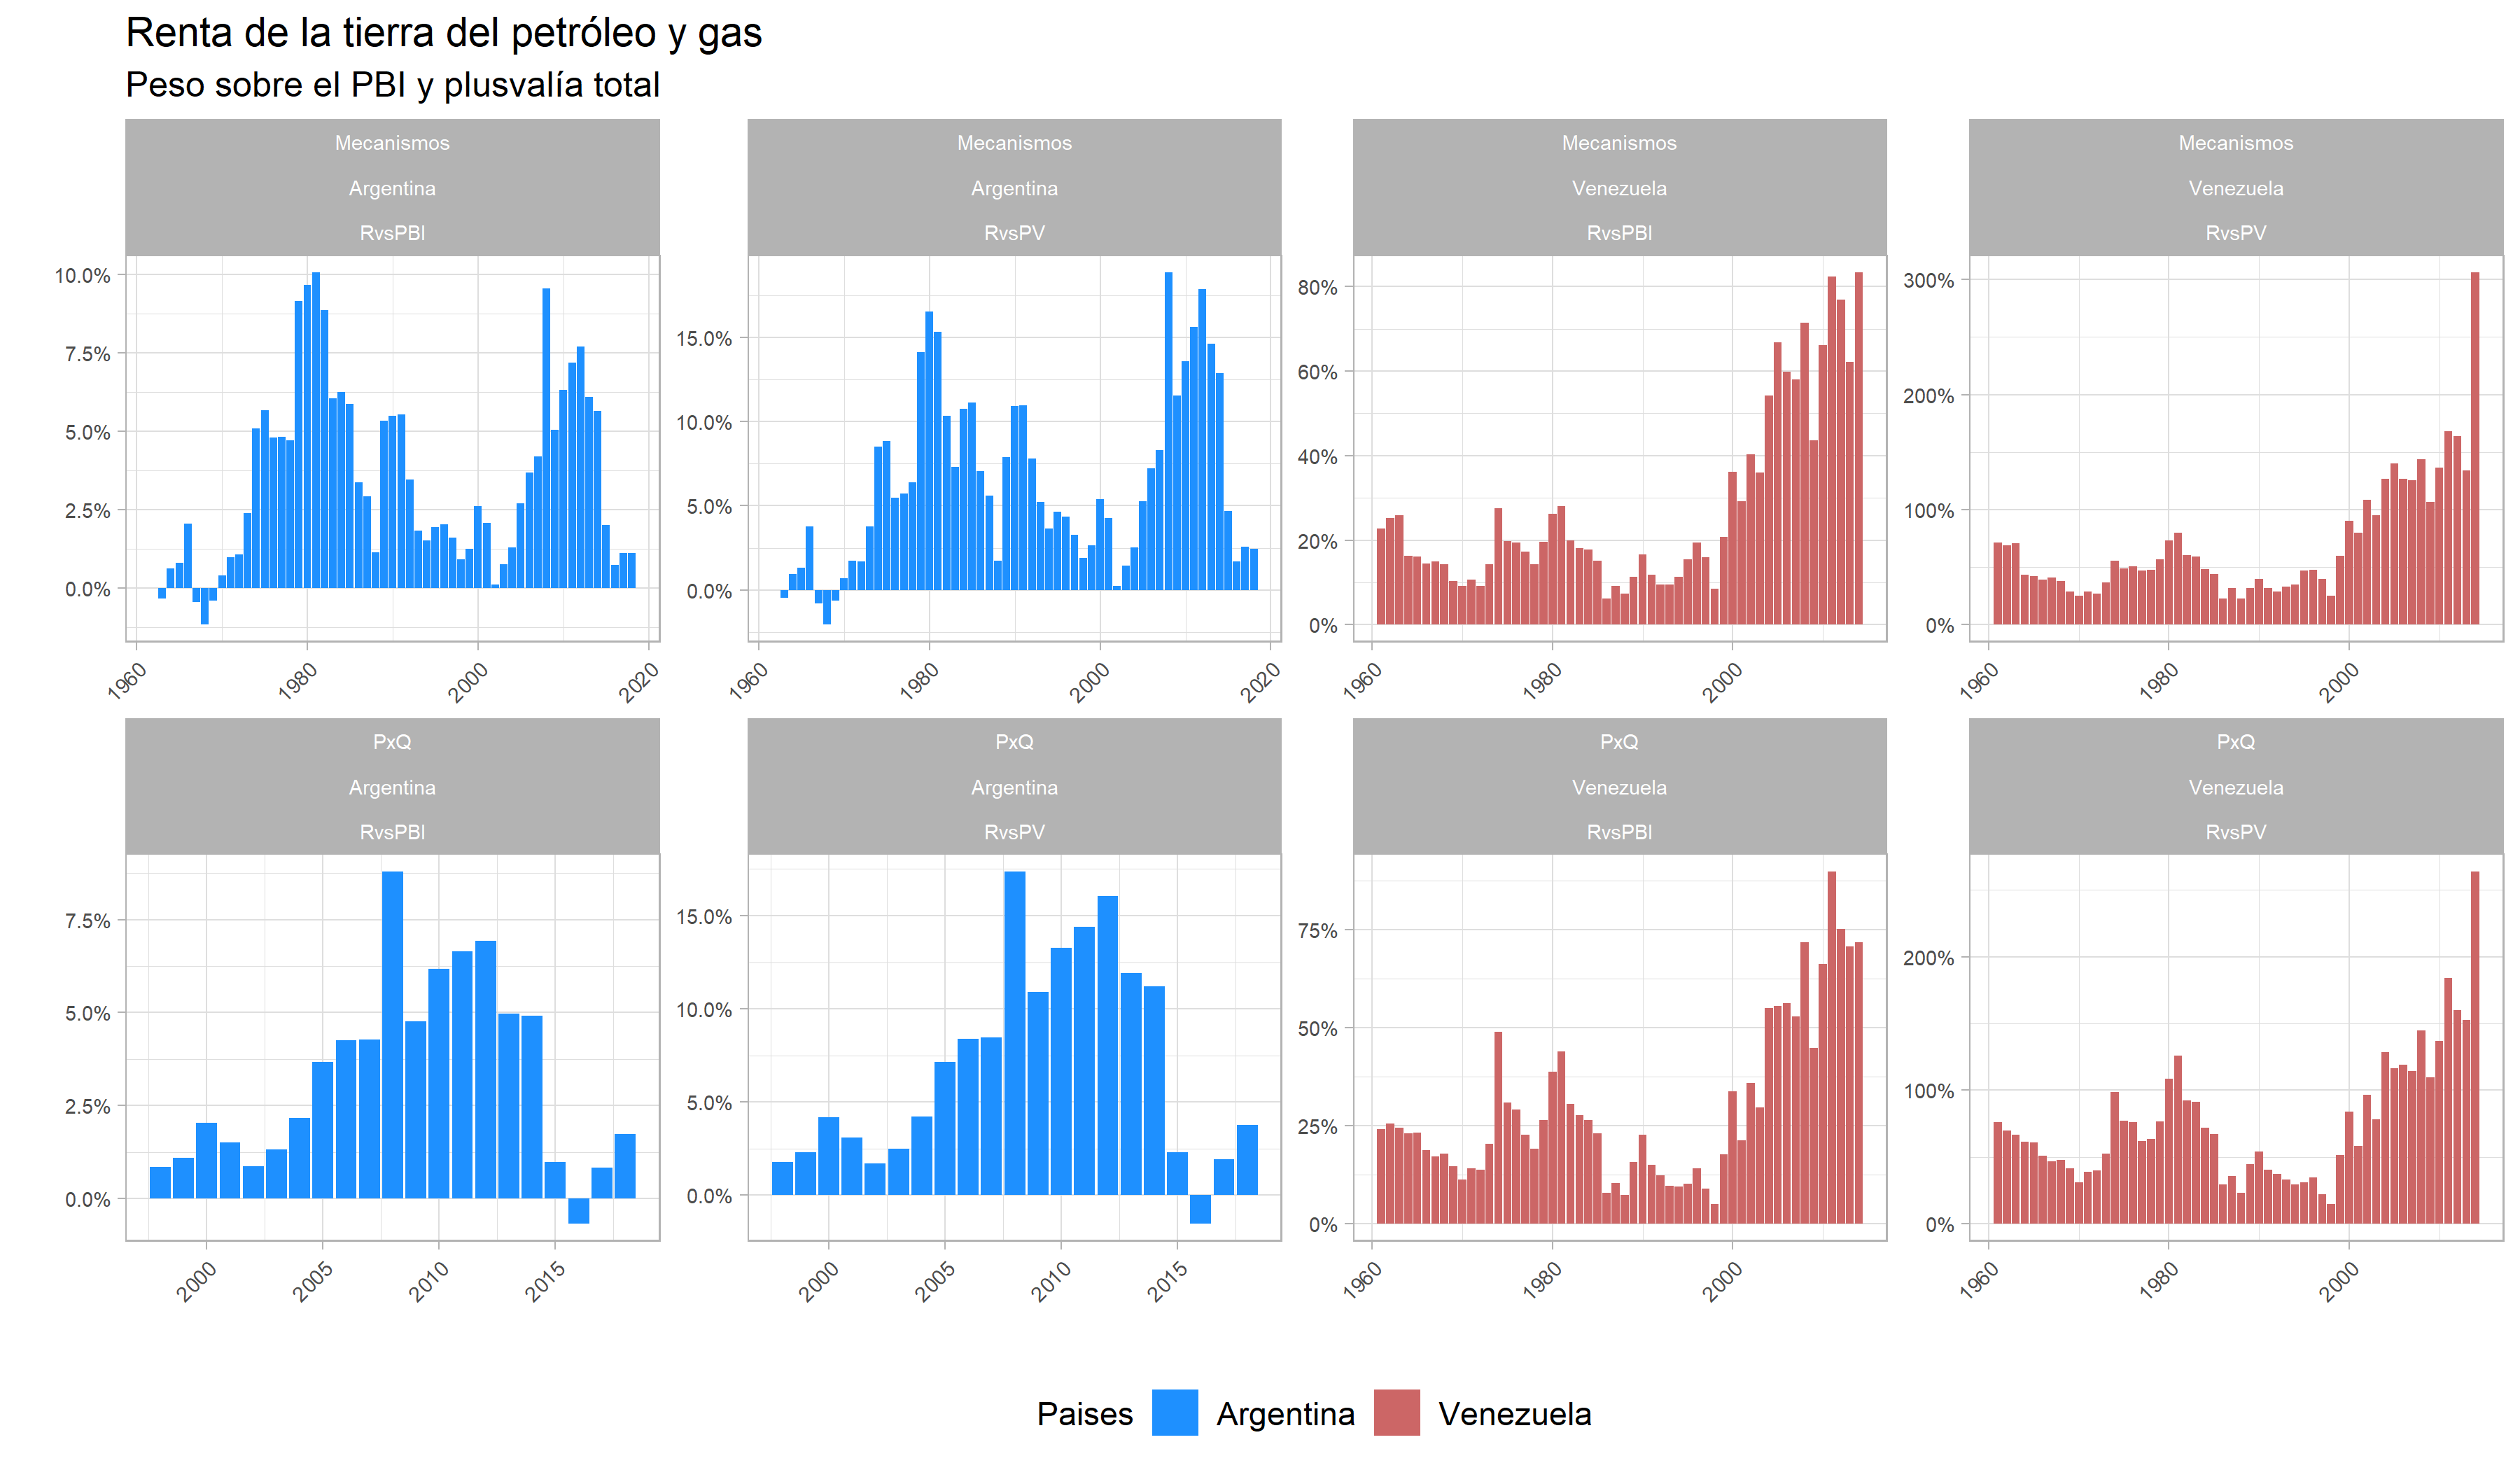 Renta de la tierra del petróleo y gas
Peso sobre el PBI y plusvalía total
Mecanismos
Argentina
RvsPBI
10.0%
7.5%
5.0%
2.5%
0.0%
1960
1980
2000
2020
Mecanismos
Argentina
RvsPV
15.0%
10.0%
5.0%
0.0%
1960
1980
2000
2020
Mecanismos
Venezuela
RvsPBI
80%
60%
40%
20%
0%
1960
1980
2000
Mecanismos
Venezuela
RvsPV
300%
200%
100%
0%
1960
1980
2000
PxQ
Argentina
RvsPBI
7.5%
5.0%
2.5%
0.0%
2000
2005
2010
2015
PxQ
Argentina
RvsPV
15.0%
10.0%
5.0%
0.0%
2000
2005
2010
2015
PxQ
Venezuela
RvsPBI
75%
50%
25%
0%
1960
1980
2000
PxQ
Venezuela
RvsPV
200%
100%
0%
1960
1980
2000
Paises Argentina Venezuela